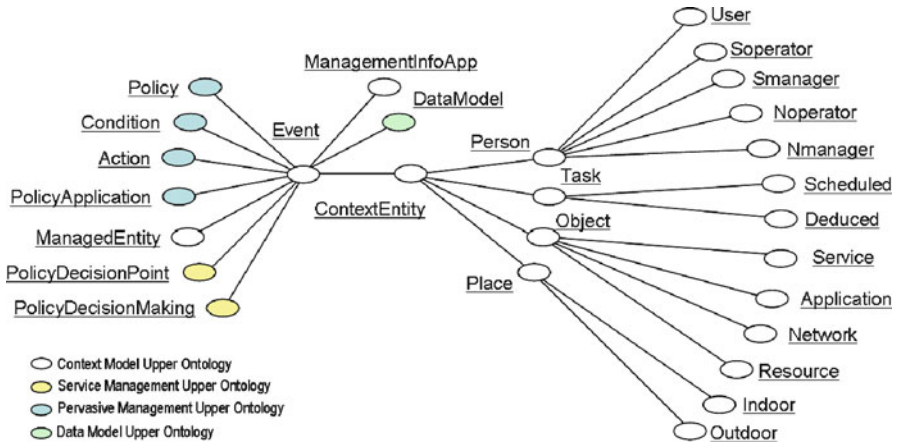 User
Soperator
ManagementInfoApp
Smanager
Policy
DataModel
Noperator
Condition
Event
Person
Nmanager
Action
Task
Scheduled
PolicyApplication
ContextEntity
Object
Deduced
ManagedEntity
Service
PolicyDecisionPoint
Place
Application
PolicyDecisionMaking
Network
Resource
Indoor
Outdoor
Context Model Upper Ontology
Service Management Upper Ontology
Pervasive Management Upper Ontology
Data Model Upper Ontology